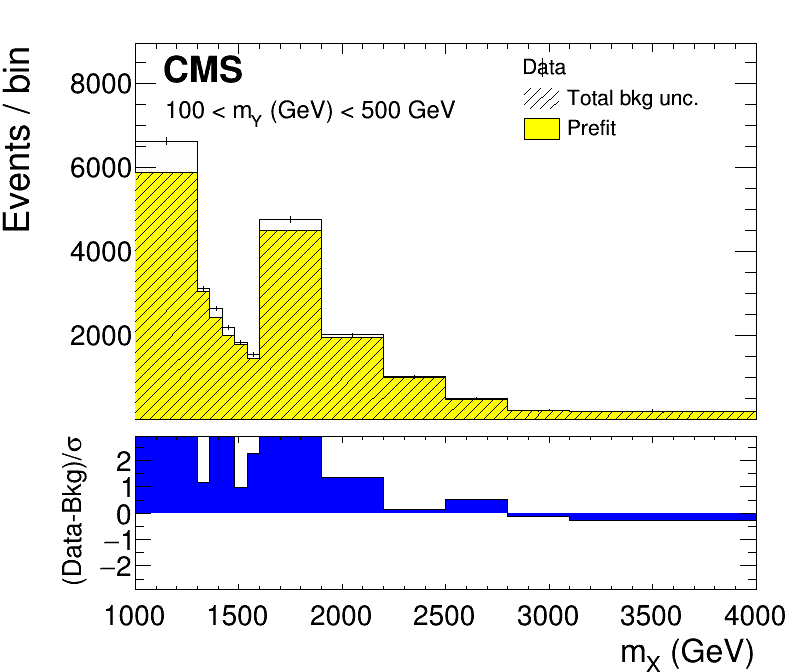 CMS
100 < mY (GeV) < 500 GeV
Data
Total bkg unc.
Prefit
Events / bin
8000
6000
4000
2000
(Data-Bkg)/σ
2
1
0
−1
−2
1000 1500 2000 2500 3000 3500 4000
mX (GeV)